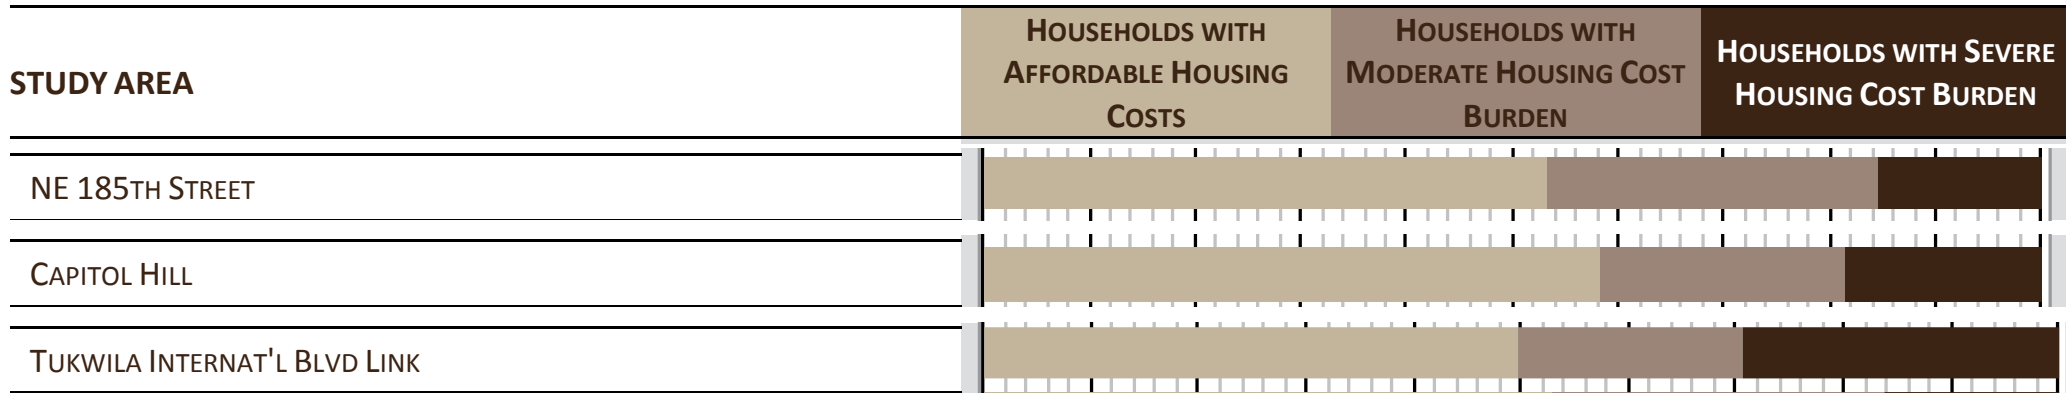 STUDY AREA
HOUSEHOLDS WITH
AFFORDABLE HOUSING
COSTS
HOUSEHOLDS WITH
MODERATE HOUSING COST
BURDEN
HOUSEHOLDS WITH SEVERE
HOUSING COST BURDEN
NE 185TH STREET
CAPITOL HILL
TUKWILA INTERNAT'L BLVD LINK